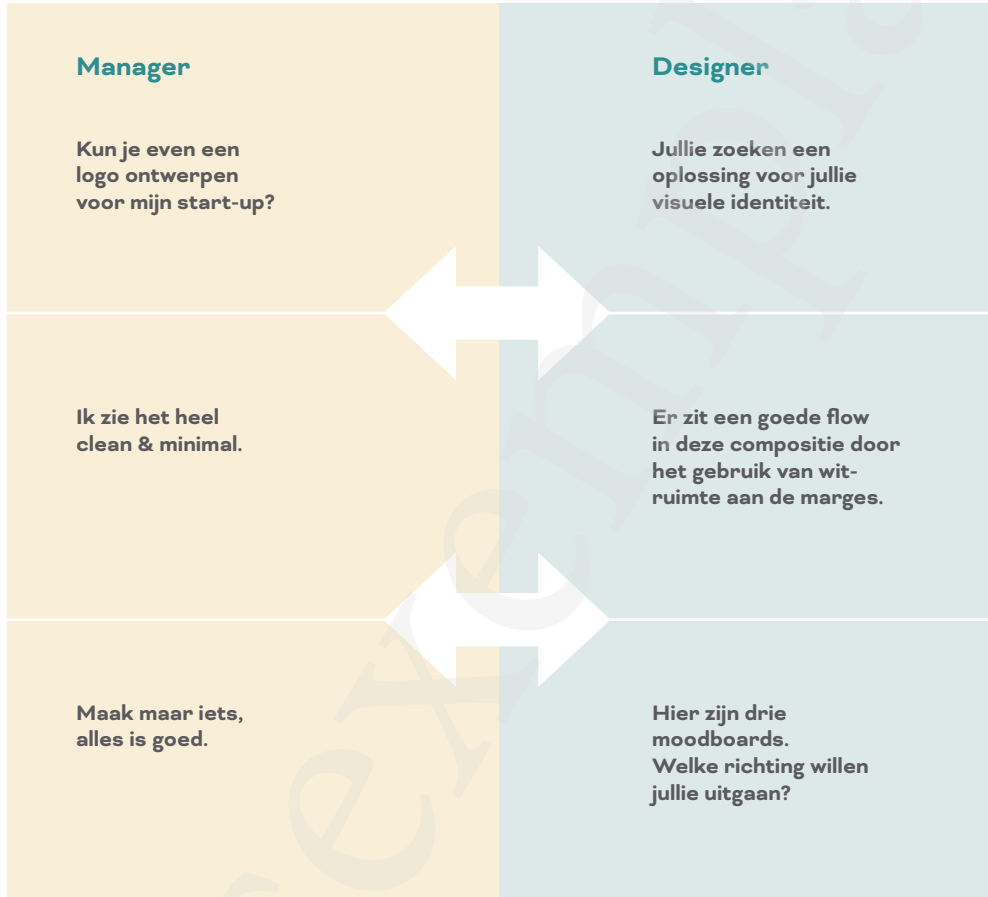 Manager
Designer
Kun je even een
logo ontwerpen
voor mijn start-up?
Jullie zoeken een
oplossing voor jullie
visuele identiteit.
Ik zie het heel
clean & minimal.
Er zit een goede flow
in deze compositie door
het gebruik van wit-
ruimte aan de marges.
Maak maar iets,
alles is goed.
Hier zijn drie
moodboards.
Welke richting willen
jullie uitgaan?